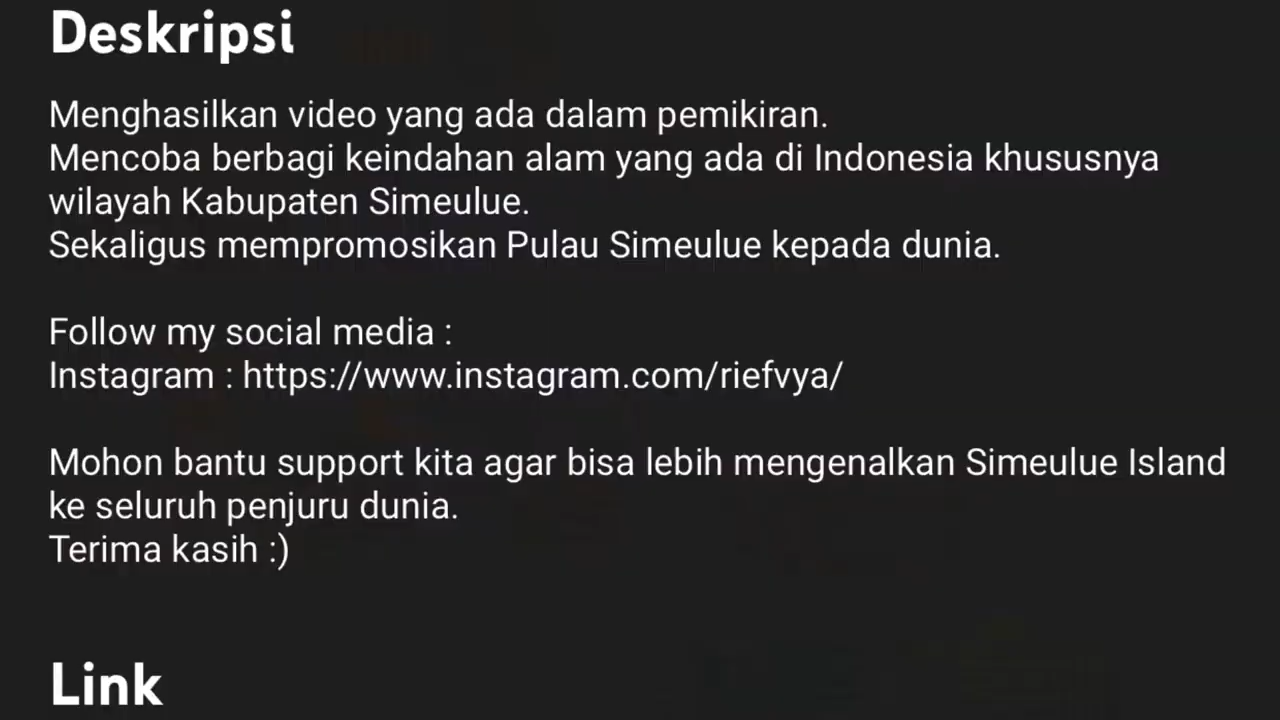 Deskripsi
Menghasilkan video yang ada dalam pemikiran.
Mencoba berbagi keindahan alam yang ada di Indonesia khususnya
wilayah Kabupaten Simeulue.
Sekaligus mempromosikan Pulau Simeulue kepada dunia.
Follow my social media :
Instagram : https://www.instagram.com/riefvya/
Mohon bantu support kita agar bisa lebih mengenalkan Simeulue Island
ke seluruh penjuru dunia.
Terima kasih :)
Link